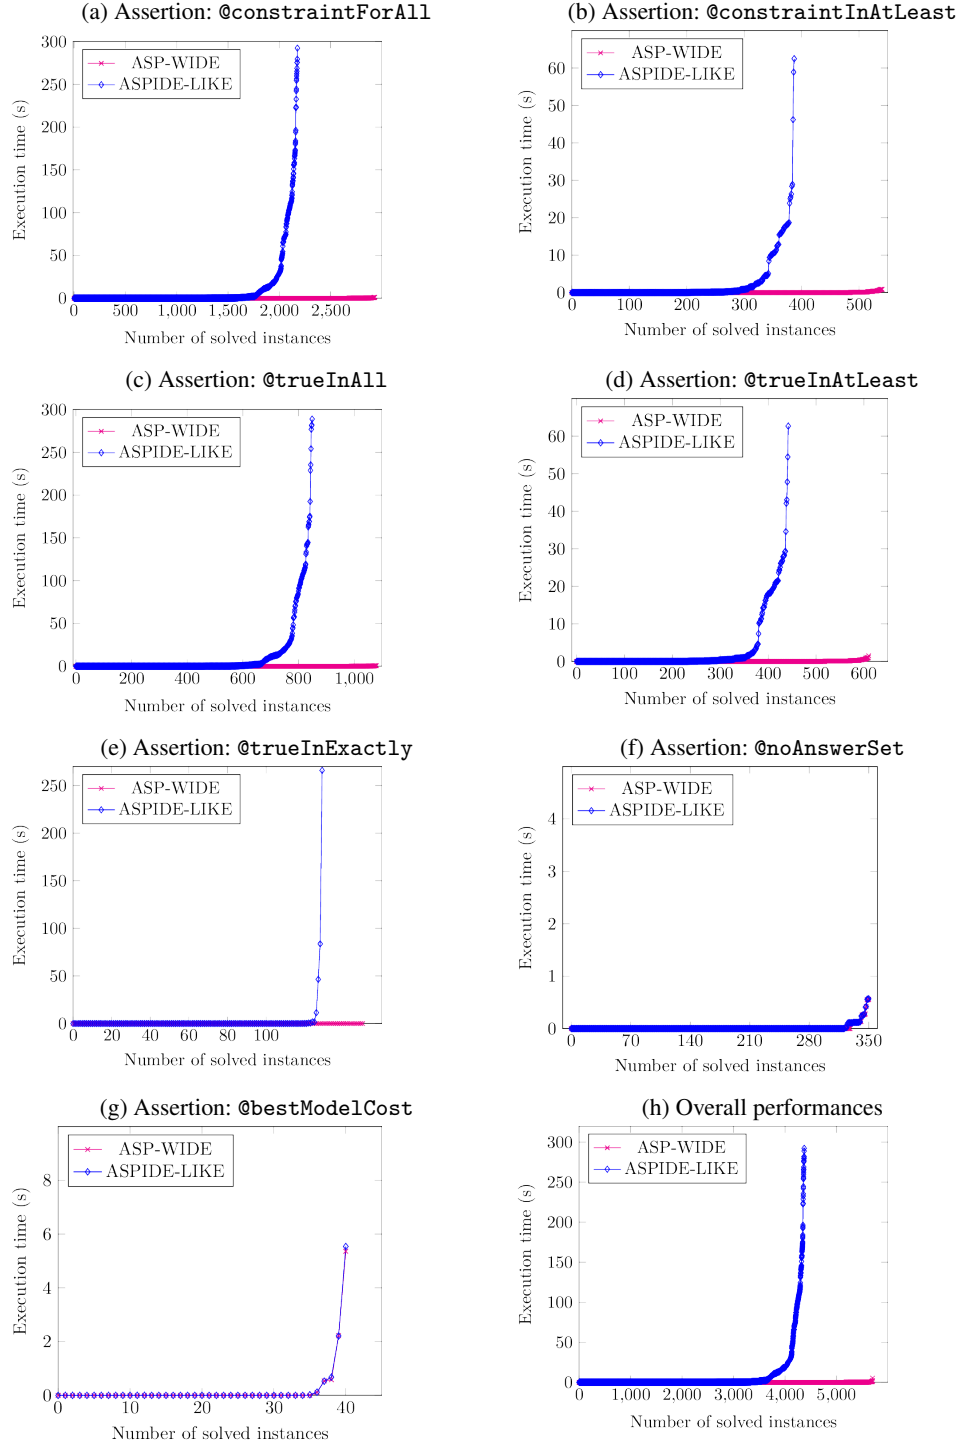 (a) Assertion: @constraintForAll
300
250
200
150
100
50
0
Execution time (s)
ASP-WIDE
ASPIDE-LIKE
0 500 1,000 1,500 2,000 2,500
Number of solved instances
(b) Assertion: @constraintInAtLeast
60
50
40
30
20
10
0
Execution time (s)
ASP-WIDE
ASPIDE-LIKE
0 100 200 300 400 500
Number of solved instances
(c) Assertion: @trueInAll
300
250
200
150
100
50
0
Execution time (s)
ASP-WIDE
ASPIDE-LIKE
0 200 400 600 800 1,000
Number of solved instances
(d) Assertion: @trueInAtLeast
60
50
40
30
20
10
0
Execution time (s)
ASP-WIDE
ASPIDE-LIKE
0 100 200 300 400 500 600
Number of solved instances
(e) Assertion: @trueInExactly
250
200
150
100
50
0
Execution time (s)
ASP-WIDE
ASPIDE-LIKE
0 20 40 60 80 100
Number of solved instances
(f) Assertion: @noAnswerSet
4
3
2
1
0
Execution time (s)
ASP-WIDE
ASPIDE-LIKE
0 70 140 210 280 350
Number of solved instances
(g) Assertion: @bestModelCost
8
6
4
2
0
Execution time (s)
ASP-WIDE
ASPIDE-LIKE
0 10 20 30 40
Number of solved instances
(h) Overall performances
300
250
200
150
100
50
0
Execution time (s)
ASP-WIDE
ASPIDE-LIKE
0 1,000 2,000 3,000 4,000 5,000
Number of solved instances